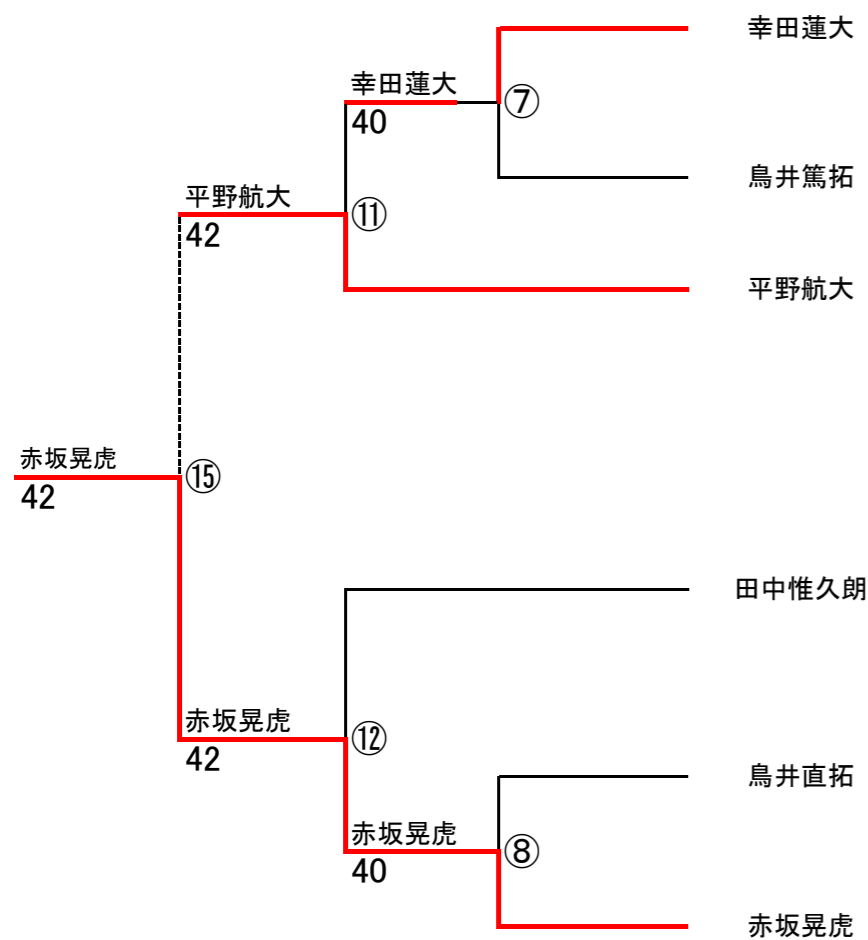 幸田蓮大
幸田蓮大
40
⑦
鳥井篤拓
平野航大
42
⑪
平野航大
赤坂晃虎
42
⑮
田中惟久朗
赤坂晃虎
42
⑫
鳥井直拓
赤坂晃虎
40
⑧
赤坂晃虎